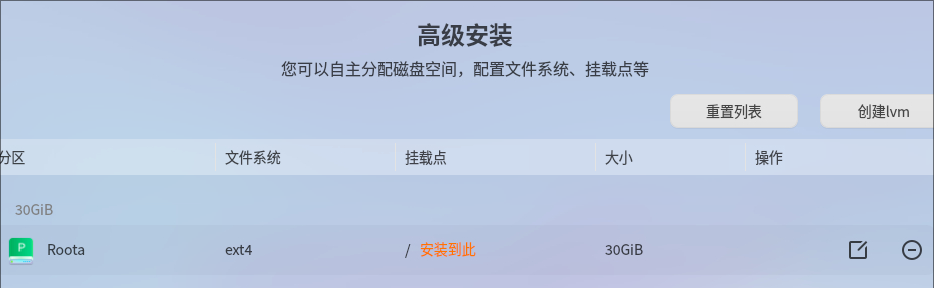 高级安装
您可以自主分配磁盘空间，配置文件系统、挂载点等
重置列表 创建lvm
分区 文件系统 挂载点 大小 操作
30GiB
P Roota ext4 / 安装到此 30GiB